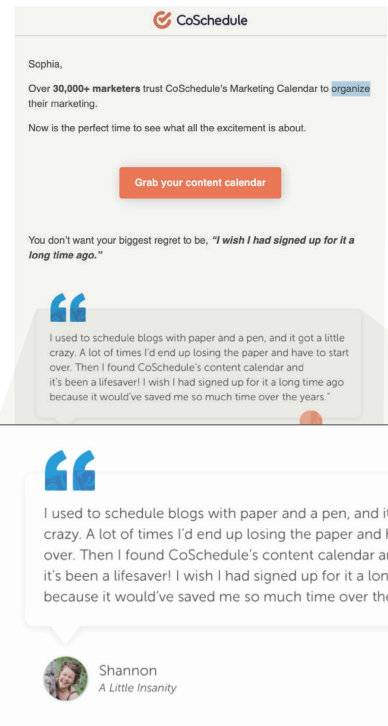 CoSchedule
Sophia,
Over 30,000+ marketers trust CoSchedule's Marketing Calendar to organize
their marketing.
Now is the perfect time to see what all the excitement is about.
Grab your content calendar
You don't want your biggest regret to be, “I wish I had signed up for it a
long time ago.”
I used to schedule blogs with paper and a pen, and it got a little
crazy. A lot of times I'd end up losing the paper and have to start
over. Then I found CoSchedule's content calendar and
it's been a lifesaver! I wish I had signed up for it a long time ago
because it would've saved me so much time over the years."
I used to schedule blogs with paper and a pen, and it
crazy. A lot of times I'd end up losing the paper and
over. Then I found CoSchedule's content calendar
it's been a lifesaver! I wish I had signed up for it a
because it would've saved me so much time over the
Shannon
A Little Insanity